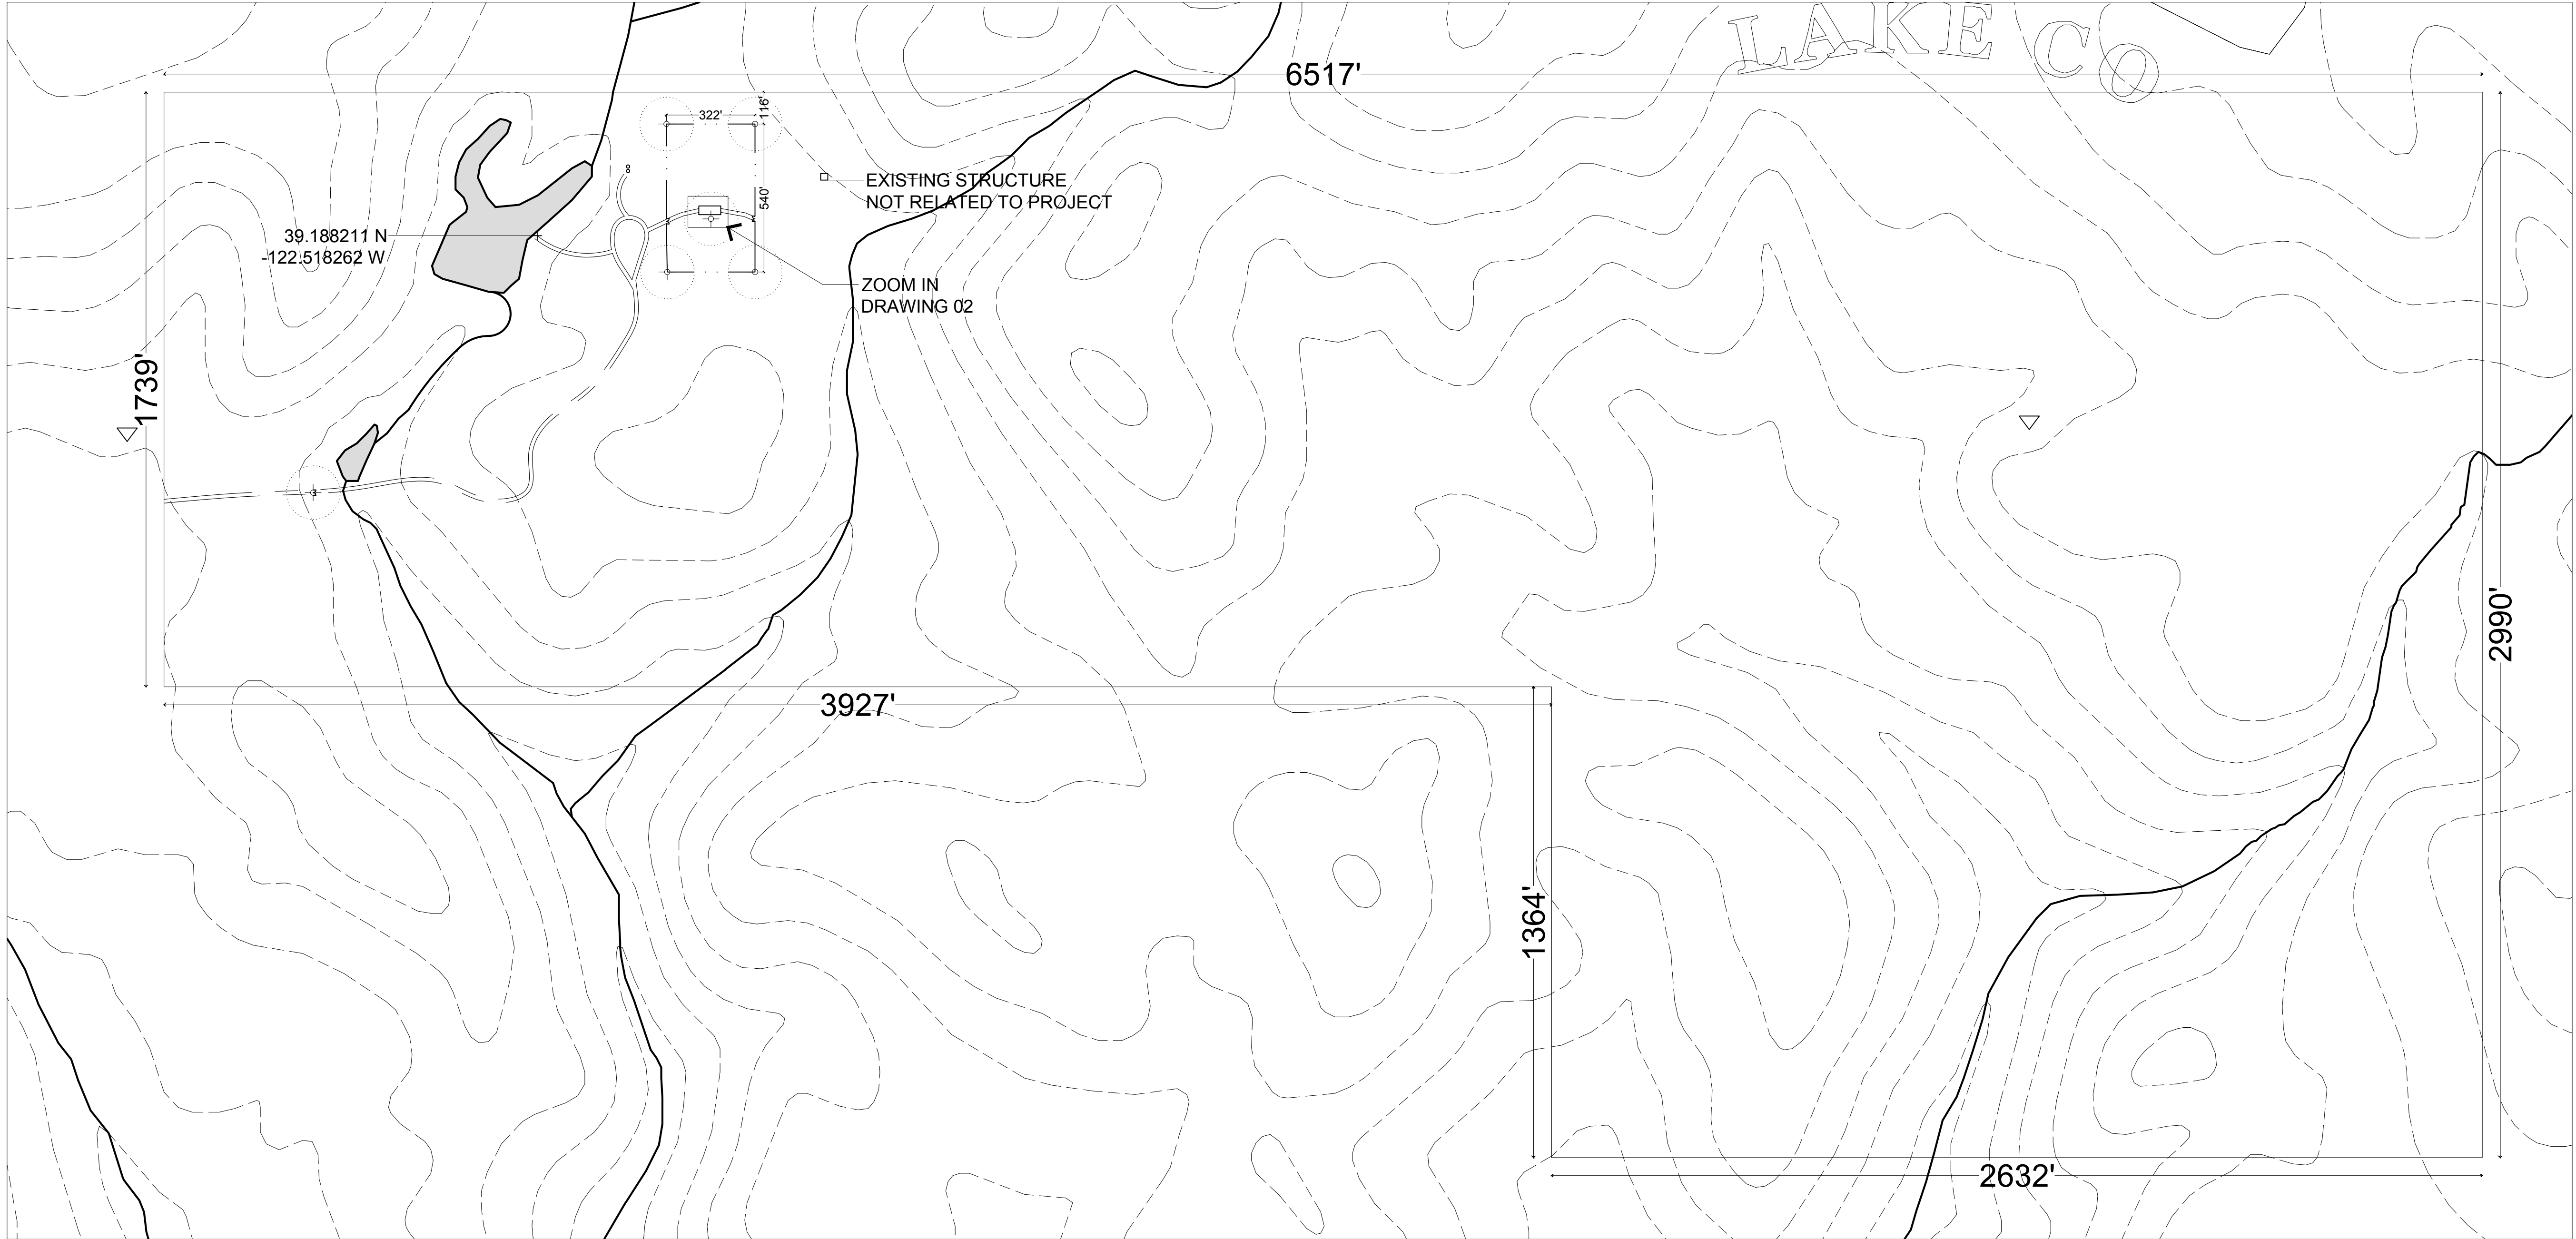 LAKE CO
6517'
116'
322'
EXISTING STRUCTURE
NOT RELATED TO PROJECT
540'
39.188211 N
-122.518262 W
ZOOM IN
DRAWING 02
1739'
2990'
3927'
1364'
2632'